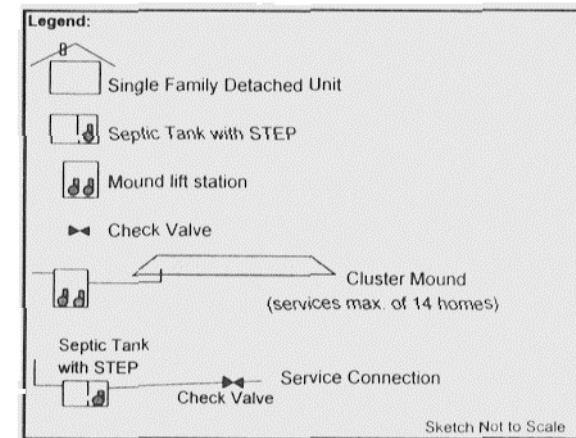 Legend:
Single Family Detached Unit
Septic Tank with STEP
Mound lift station
Check Valve
Cluster Mound
(services max. of 14 homes)
Septic Tank
with STEP
Service Connection
Check Valve
Sketch Not to Scale